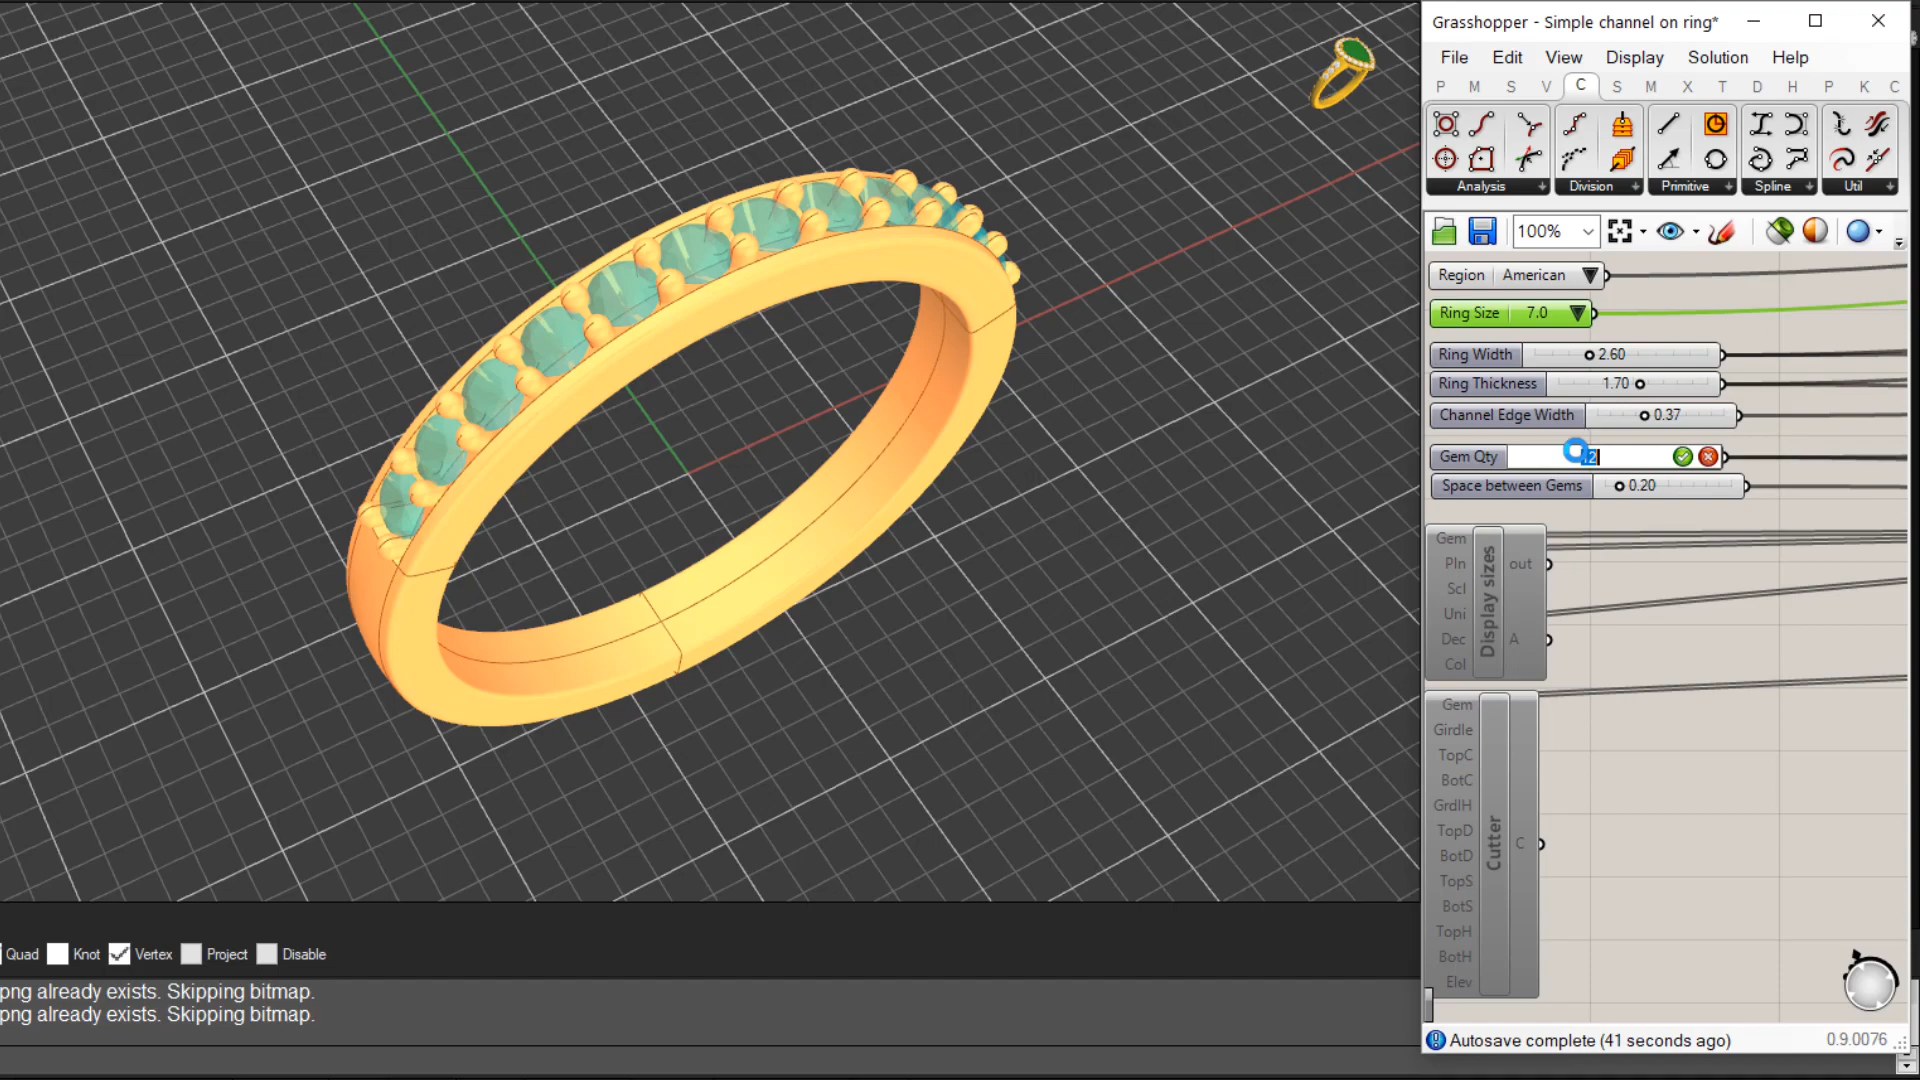 Grasshopper - Simple channel on ring*
File Edit View Display Solution Help
P M S V C S M X T D H P K C
Analysis Division Primitive Spline Util
100%
Region American
Ring Size 7.0
Ring Width 2.60
Ring Thickness 1.70
Channel Edge Width 0.37
Gem Qty 12
Space between Gems 0.20
Gem
Pln
Scl
Uni
Dec
Col
Display sizes
out
A
Gem
Girdle
TopC
BotC
GrdlH
TopD
BotD
TopS
BotS
TopH
BotH
Elev
Cutter
C
Quad Knot Vertex Project Disable
png already exists. Skipping bitmap.
png already exists. Skipping bitmap.
Autosave complete (41 seconds ago) 0.9.0076